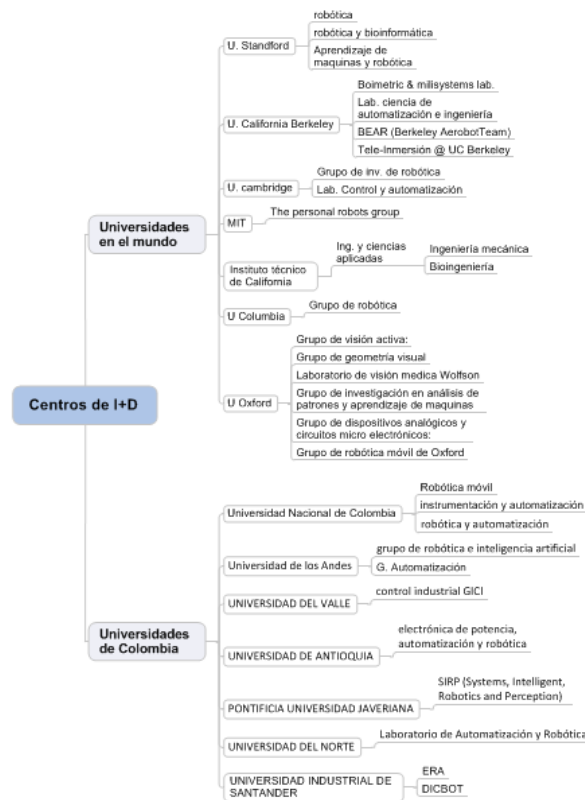 Centros de I+D
Universidades
en el mundo
U. Standford
robótica
robótica y bioinformática
Aprendizaje de
maquinas y robótica
U. California Berkeley
Boimetric & milisystems lab.
Lab. ciencia de
automatización e ingeniería
BEAR (Berkeley AerobotTeam)
Tele-Inmersión @ UC Berkeley
U. cambridge
Grupo de inv. de robótica
Lab. Control y automatización
MIT
The personal robots group
Instituto técnico
de California
Ing. y ciencias
aplicadas
Ingeniería mecánica
Bioingeniería
U Columbia
Grupo de robótica
U Oxford
Grupo de visión activa:
Grupo de geometría visual
Laboratorio de visión medica Wolfson
Grupo de investigación en análisis de
patrones y aprendizaje de maquinas
Grupo de dispositivos analógicos y
circuitos micro electrónicos:
Grupo de robótica móvil de Oxford
Universidades
de Colombia
Universidad Nacional de Colombia
Robótica móvil
instrumentación y automatización
robótica y automatización
Universidad de los Andes
grupo de robótica e inteligencia artificial
G. Automatización
UNIVERSIDAD DEL VALLE
control industrial GICI
UNIVERSIDAD DE ANTIOQUIA
electrónica de potencia,
automatización y robótica
PONTIFICIA UNIVERSIDAD JAVERIANA
SIRP (Systems, Intelligent,
Robotics and Perception)
UNIVERSIDAD DEL NORTE
Laboratorio de Automatización y Robótica
UNIVERSIDAD INDUSTRIAL DE
SANTANDER
ERA
DICBOT